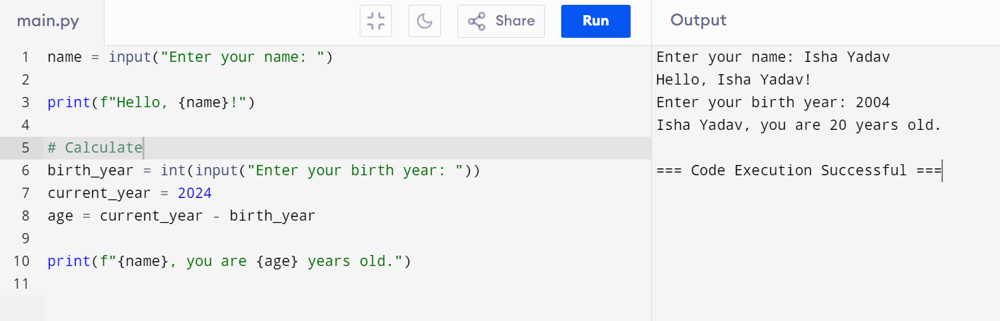 main.py
Share
Run
Output
1 name = input("Enter your name: ")
2
3 print(f"Hello, {name}!")
4
5 # Calculate
6 birth_year = int(input("Enter your birth year: "))
7 current_year = 2024
8 age = current_year - birth_year
9
10 print(f"{name}, you are {age} years old.")
11
Enter your name: Isha Yadav
Hello, Isha Yadav!
Enter your birth year: 2004
Isha Yadav, you are 20 years old.
=== Code Execution Successful ===